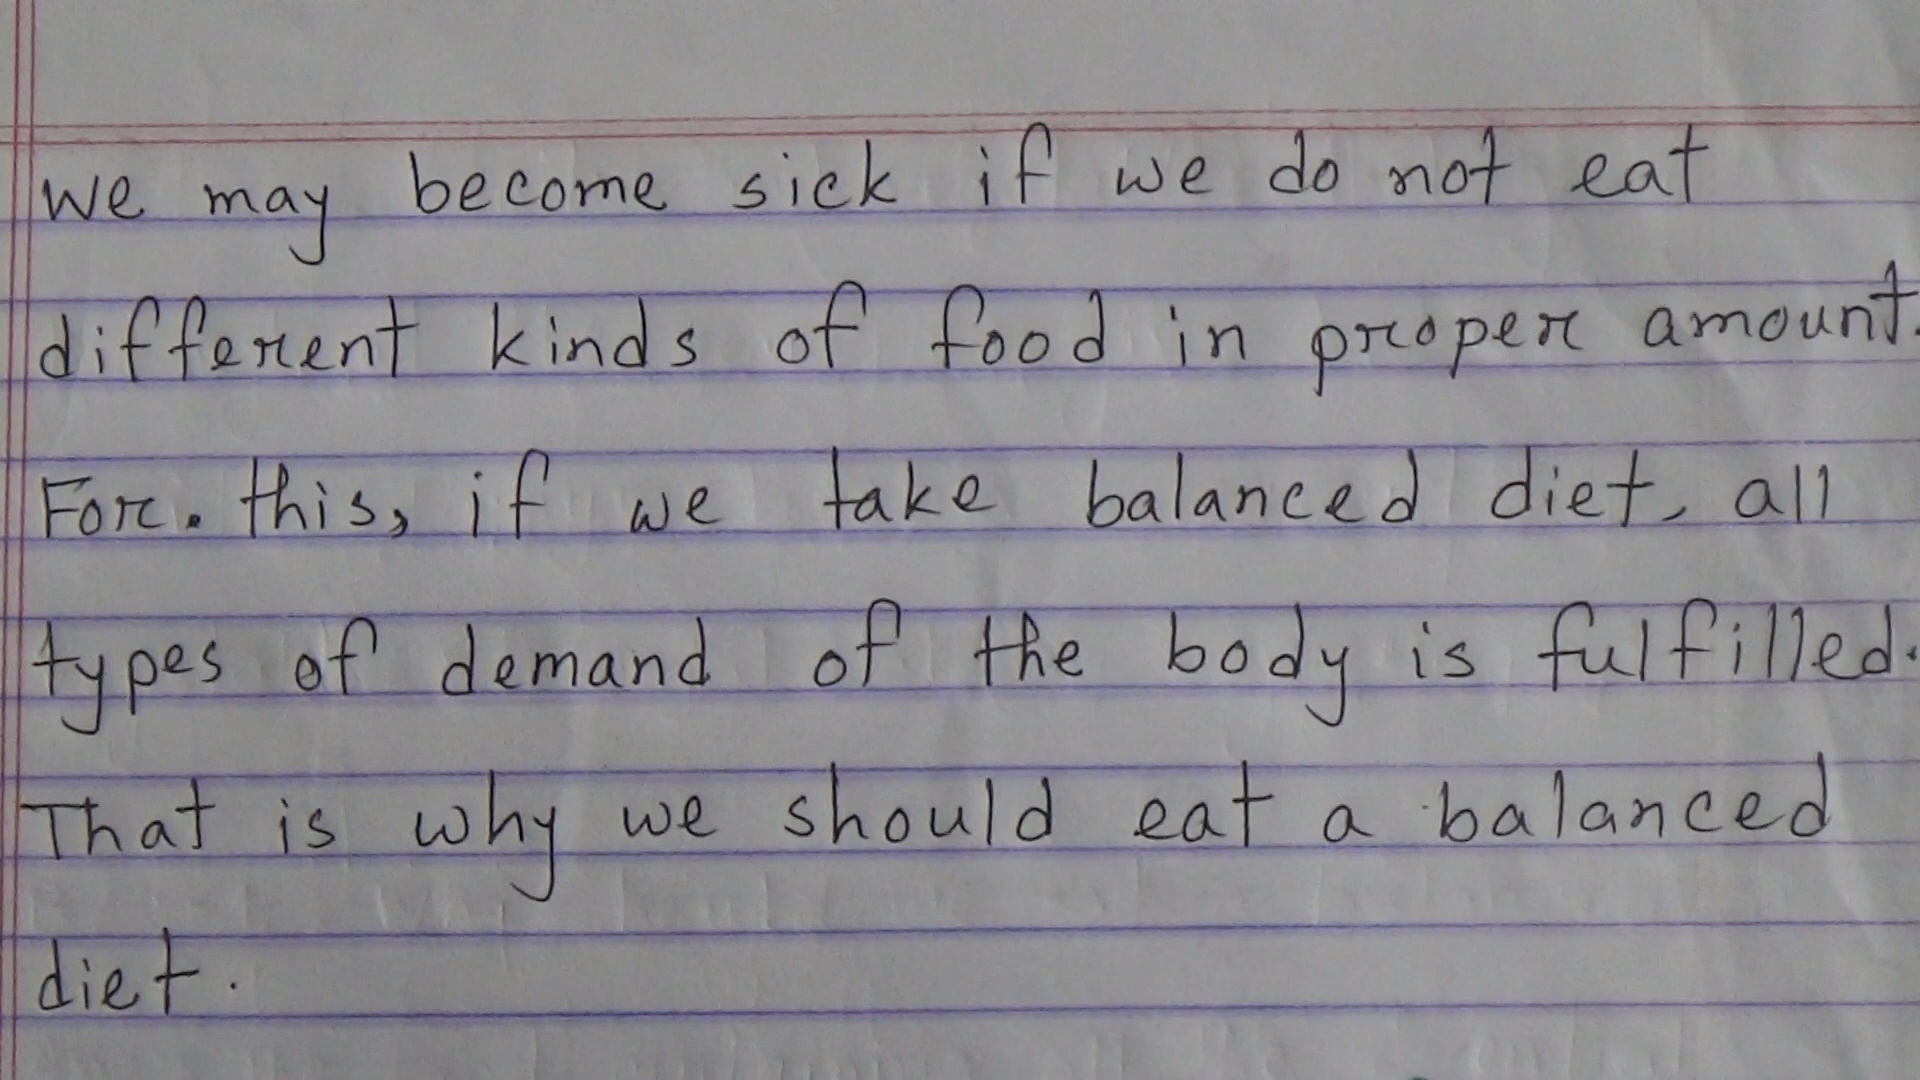 We may become sick if we do not eat
different kinds of food in proper amount.
For. this, if we take balanced diet, all
types of demand of the body is fulfilled.
That is why we should eat a balanced
diet.